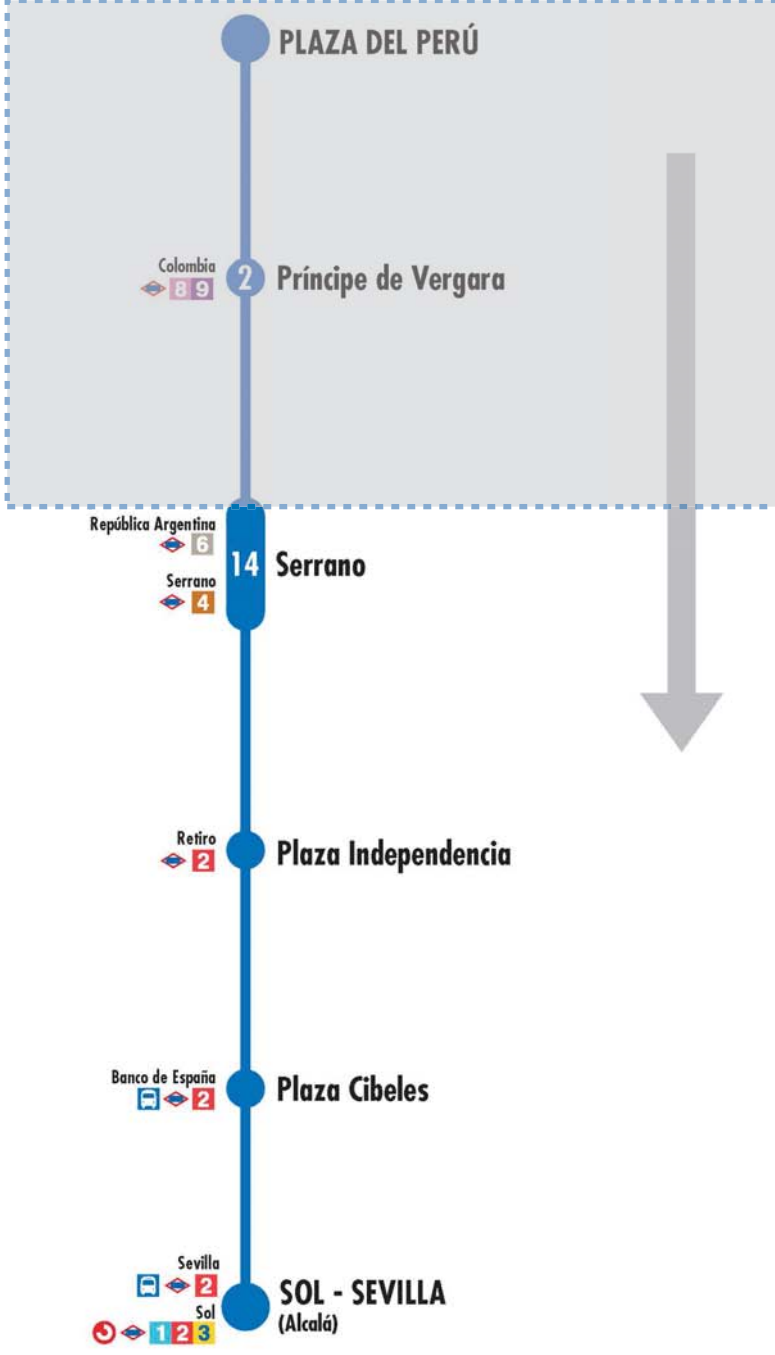 PLAZA DEL PERÚ
Colombia
8 9
2
Príncipe de Vergara
República Argentina
6
14
Serrano
Serrano
4
Retiro
2
Plaza Independencia
Banco de España
2
Plaza Cibeles
Sevilla
2
SOL - SEVILLA
Sol
(Alcalá)
1 2 3